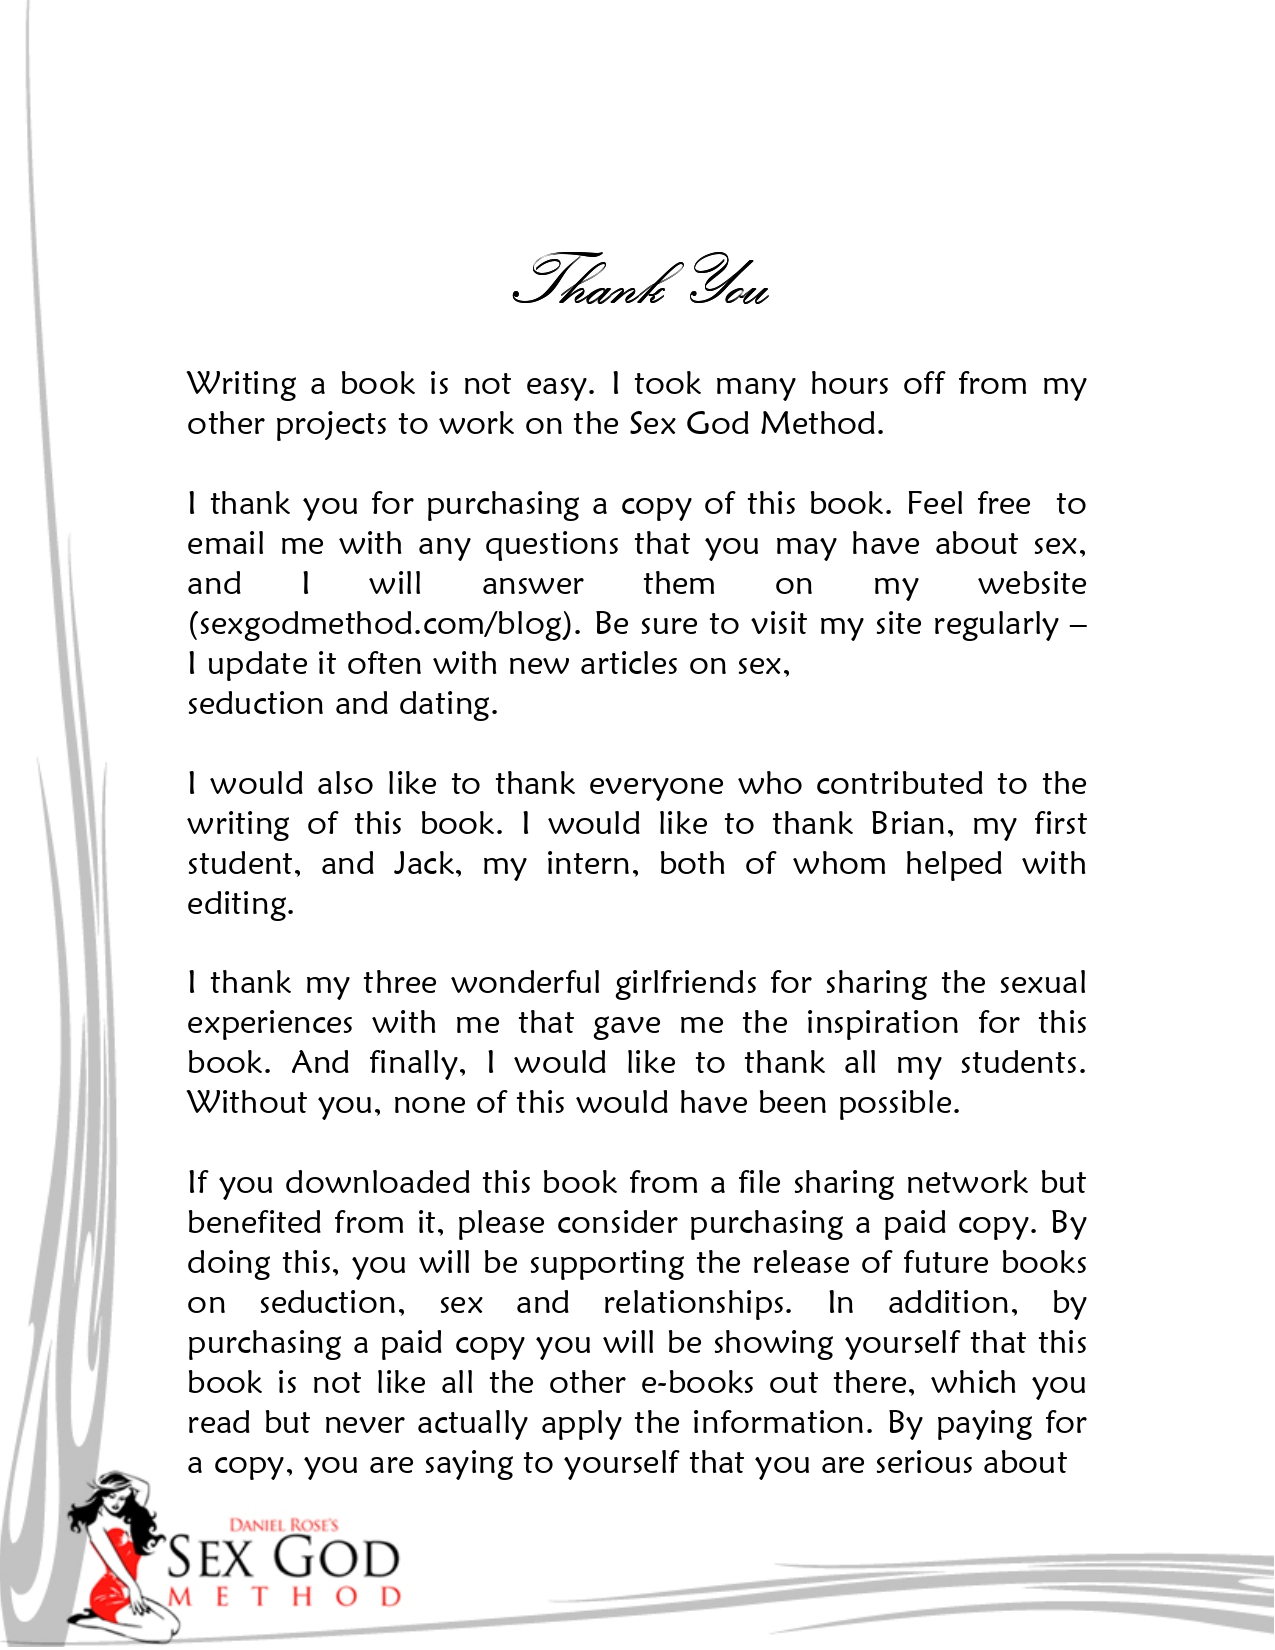 Thank You
Writing a book is not easy. I took many hours off from my
other projects to work on the Sex God Method.
I thank you for purchasing a copy of this book. Feel free to
email me with any questions that you may have about sex,
and I will answer them on my website
(sexgodmethod.com/blog). Be sure to visit my site regularly –
I update it often with new articles on sex,
seduction and dating.
I would also like to thank everyone who contributed to the
writing of this book. I would like to thank Brian, my first
student, and Jack, my intern, both of whom helped with
editing.
I thank my three wonderful girlfriends for sharing the sexual
experiences with me that gave me the inspiration for this
book. And finally, I would like to thank all my students.
Without you, none of this would have been possible.
If you downloaded this book from a file sharing network but
benefited from it, please consider purchasing a paid copy. By
doing this, you will be supporting the release of future books
on seduction, sex and relationships. In addition, by
purchasing a paid copy you will be showing yourself that this
book is not like all the other e-books out there, which you
read but never actually apply the information. By paying for
a copy, you are saying to yourself that you are serious about
DANIEL ROSE'S
SEX GOD
METHOD